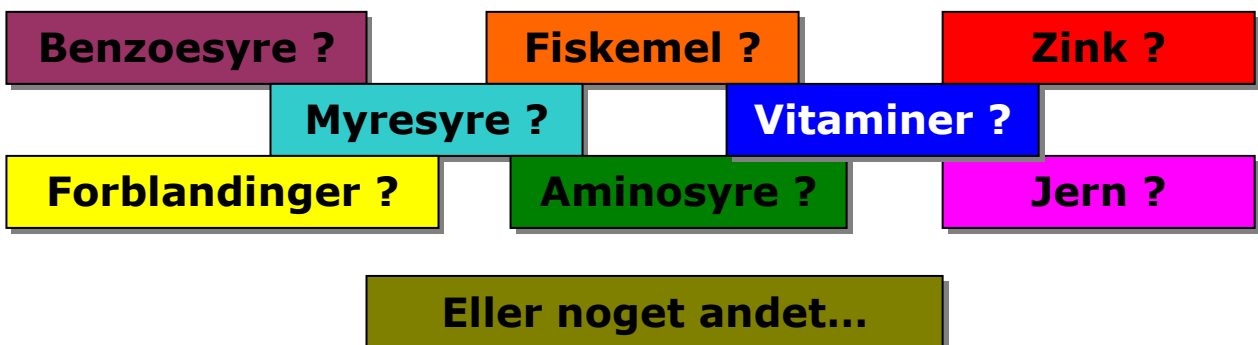 Benzoesyre ?
Fiskemel ?
Zink ?
Myresyre ?
Vitaminer ?
Forblandinger ?
Aminosyre ?
Jern ?
Eller noget andet...